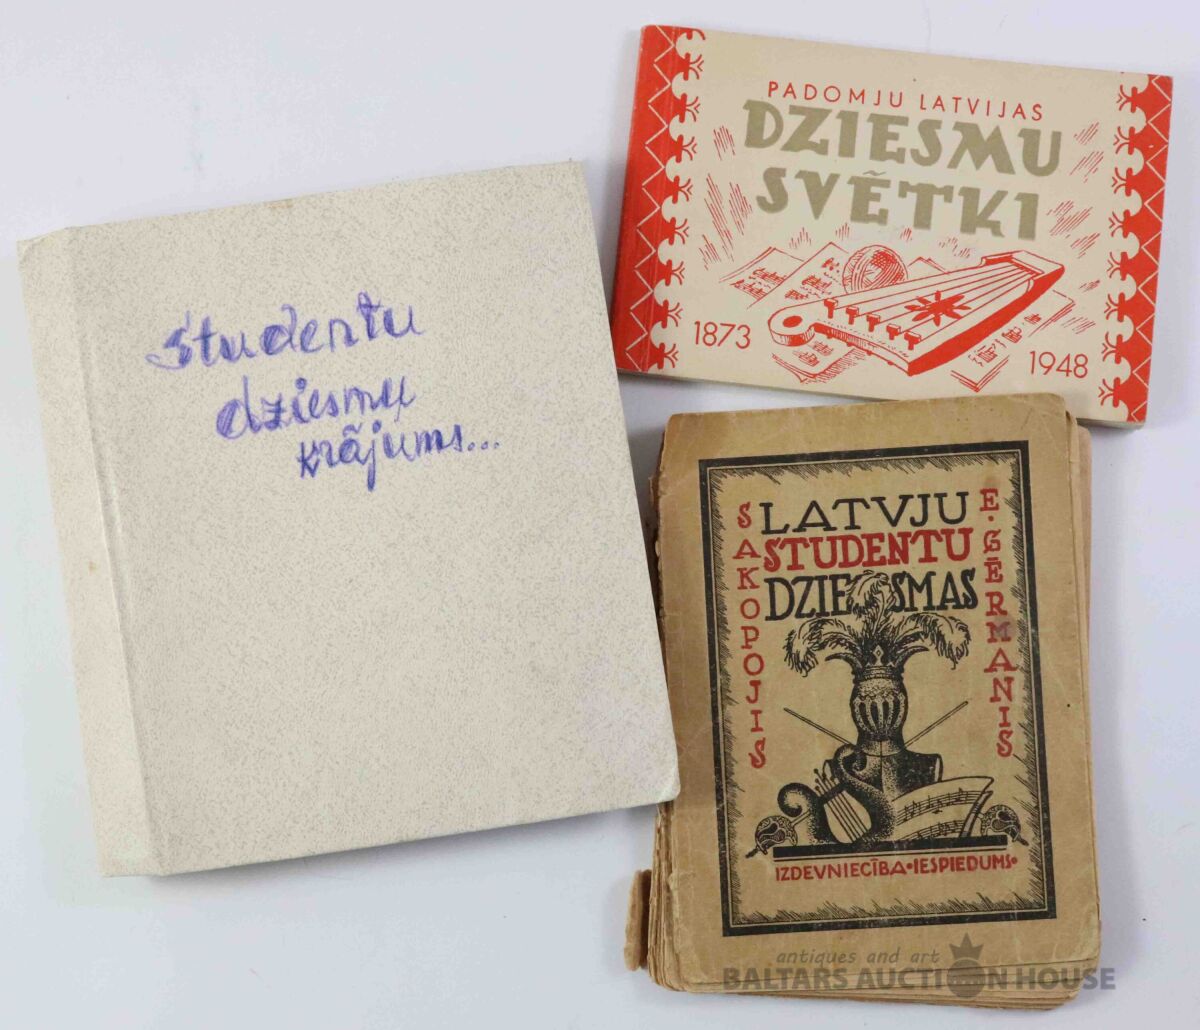 Studentu
dziesmu
krājums...
PADOMJU LATVIJAS
DZIESMU
SVĒTKI
1873
1948
SAKOPOJIS
LATVJU
STUDENTU
DZIESMAS
E. ĢĒRMANIS
IZDEVNIECĪBA•IESPIEDUMS•
antiques and art
BALTARS AUCTION HOUSE